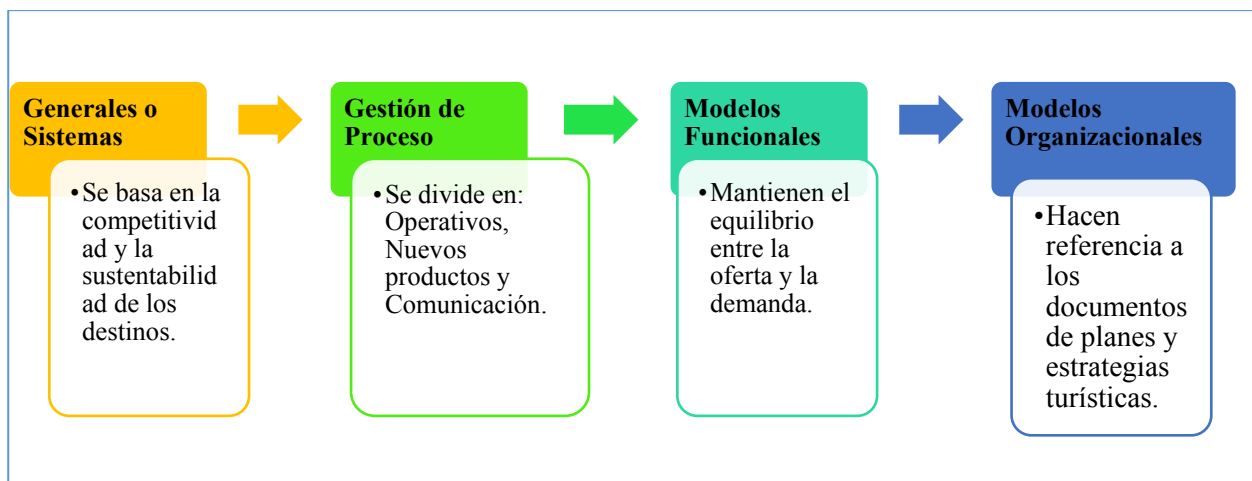 Generales o
Sistemas
•Se basa en la
competitivid
ad y la
sustentabilid
ad de los
destinos.
Gestión de
Proceso
•Se divide en:
Operativos,
Nuevos
productos y
Comunicación.
Modelos
Funcionales
•Mantienen el
equilibrio
entre la
oferta y la
demanda.
Modelos
Organizacionales
•Hacen
referencia a
los
documentos
de planes y
estrategias
turísticas.